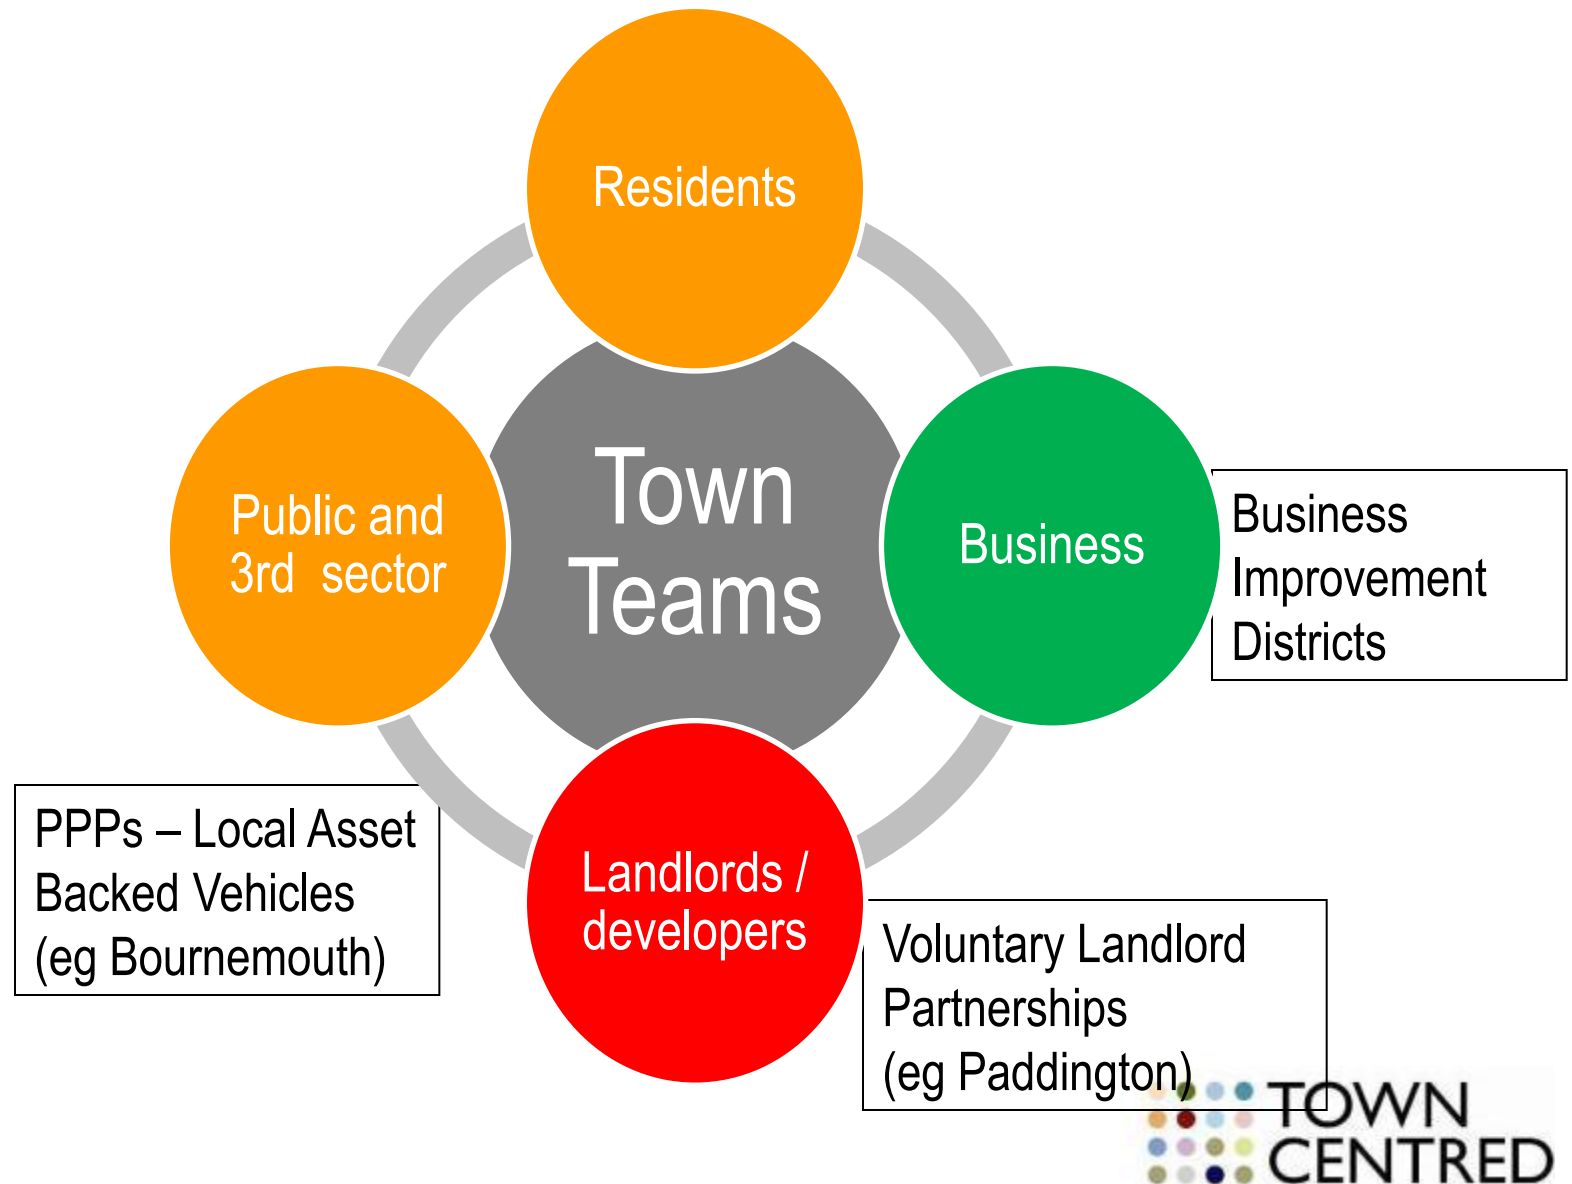 Residents
Public and
3rd  sector
Town
Teams
Business
Business
Improvement
Districts
PPPs – Local Asset
Backed Vehicles
(eg Bournemouth)
Landlords /
developers
Voluntary Landlord
Partnerships
(eg Paddington)
TOWN
CENTRED